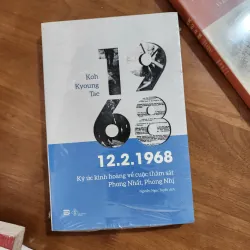 Koh
Kyoung
Tae
1968
12.2.1968
Ký ức kinh hoàng về cuộc thảm sát
Phong Nhất, Phong Nhị